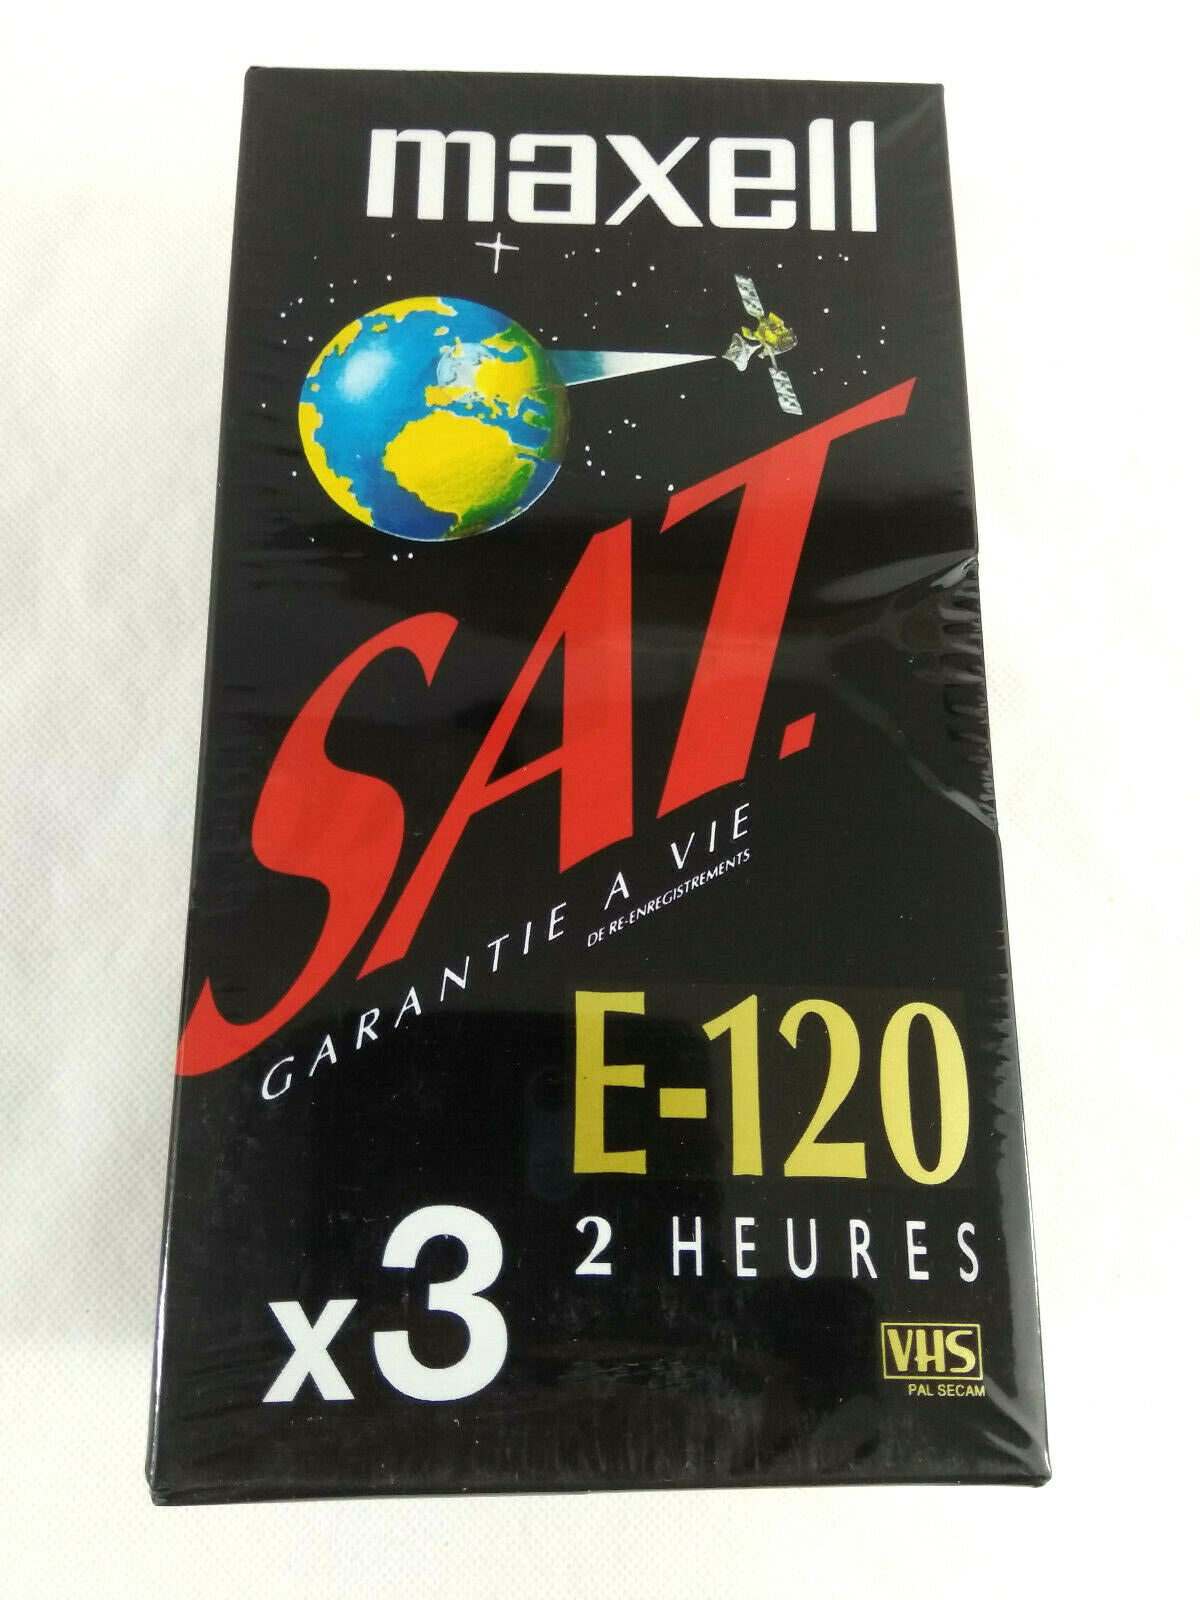 maxell
SAT.
GARANTIE A VIE
DE RE-ENREGISTREMENTS
E-120
2 HEURES
x3
VHS
PAL SECAM